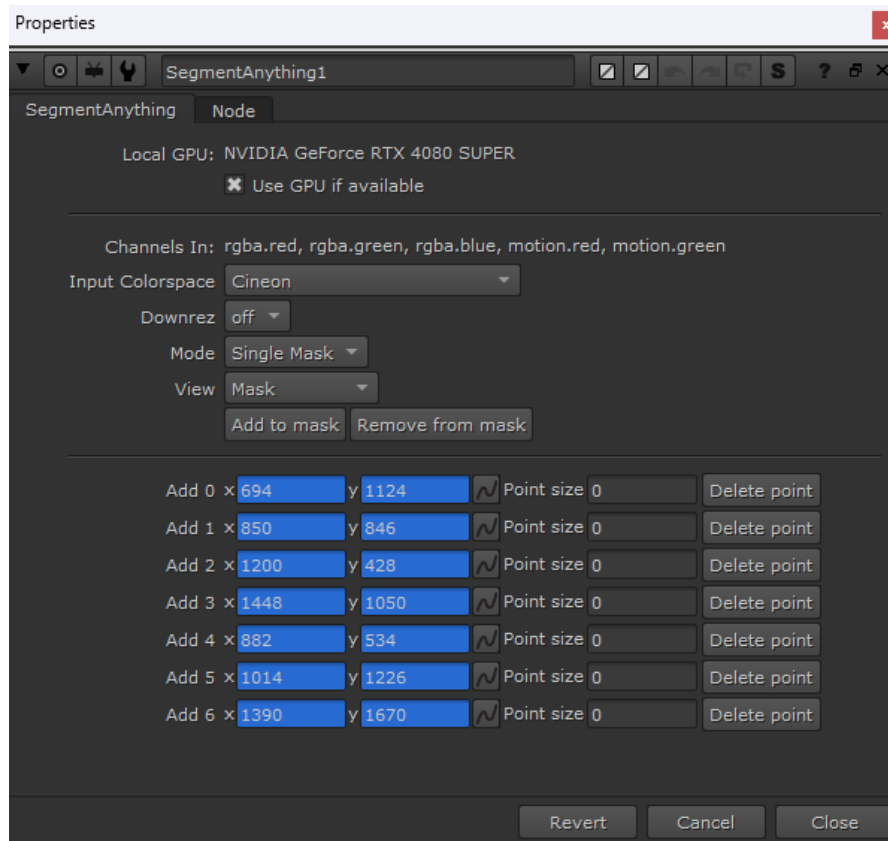 Properties
x
SegmentAnything1 S ? x
SegmentAnything Node
Local GPU: NVIDIA GeForce RTX 4080 SUPER
Use GPU if available
Channels In: rgba.red, rgba.green, rgba.blue, motion.red, motion.green
Input Colorspace Cineon
Downrez off
Mode Single Mask
View Mask
Add to mask Remove from mask
Add 0 x 694 y 1124 Point size 0 Delete point
Add 1 x 850 y 846 Point size 0 Delete point
Add 2 x 1200 y 428 Point size 0 Delete point
Add 3 x 1448 y 1050 Point size 0 Delete point
Add 4 x 882 y 534 Point size 0 Delete point
Add 5 x 1014 y 1226 Point size 0 Delete point
Add 6 x 1390 y 1670 Point size 0 Delete point
Revert Cancel Close